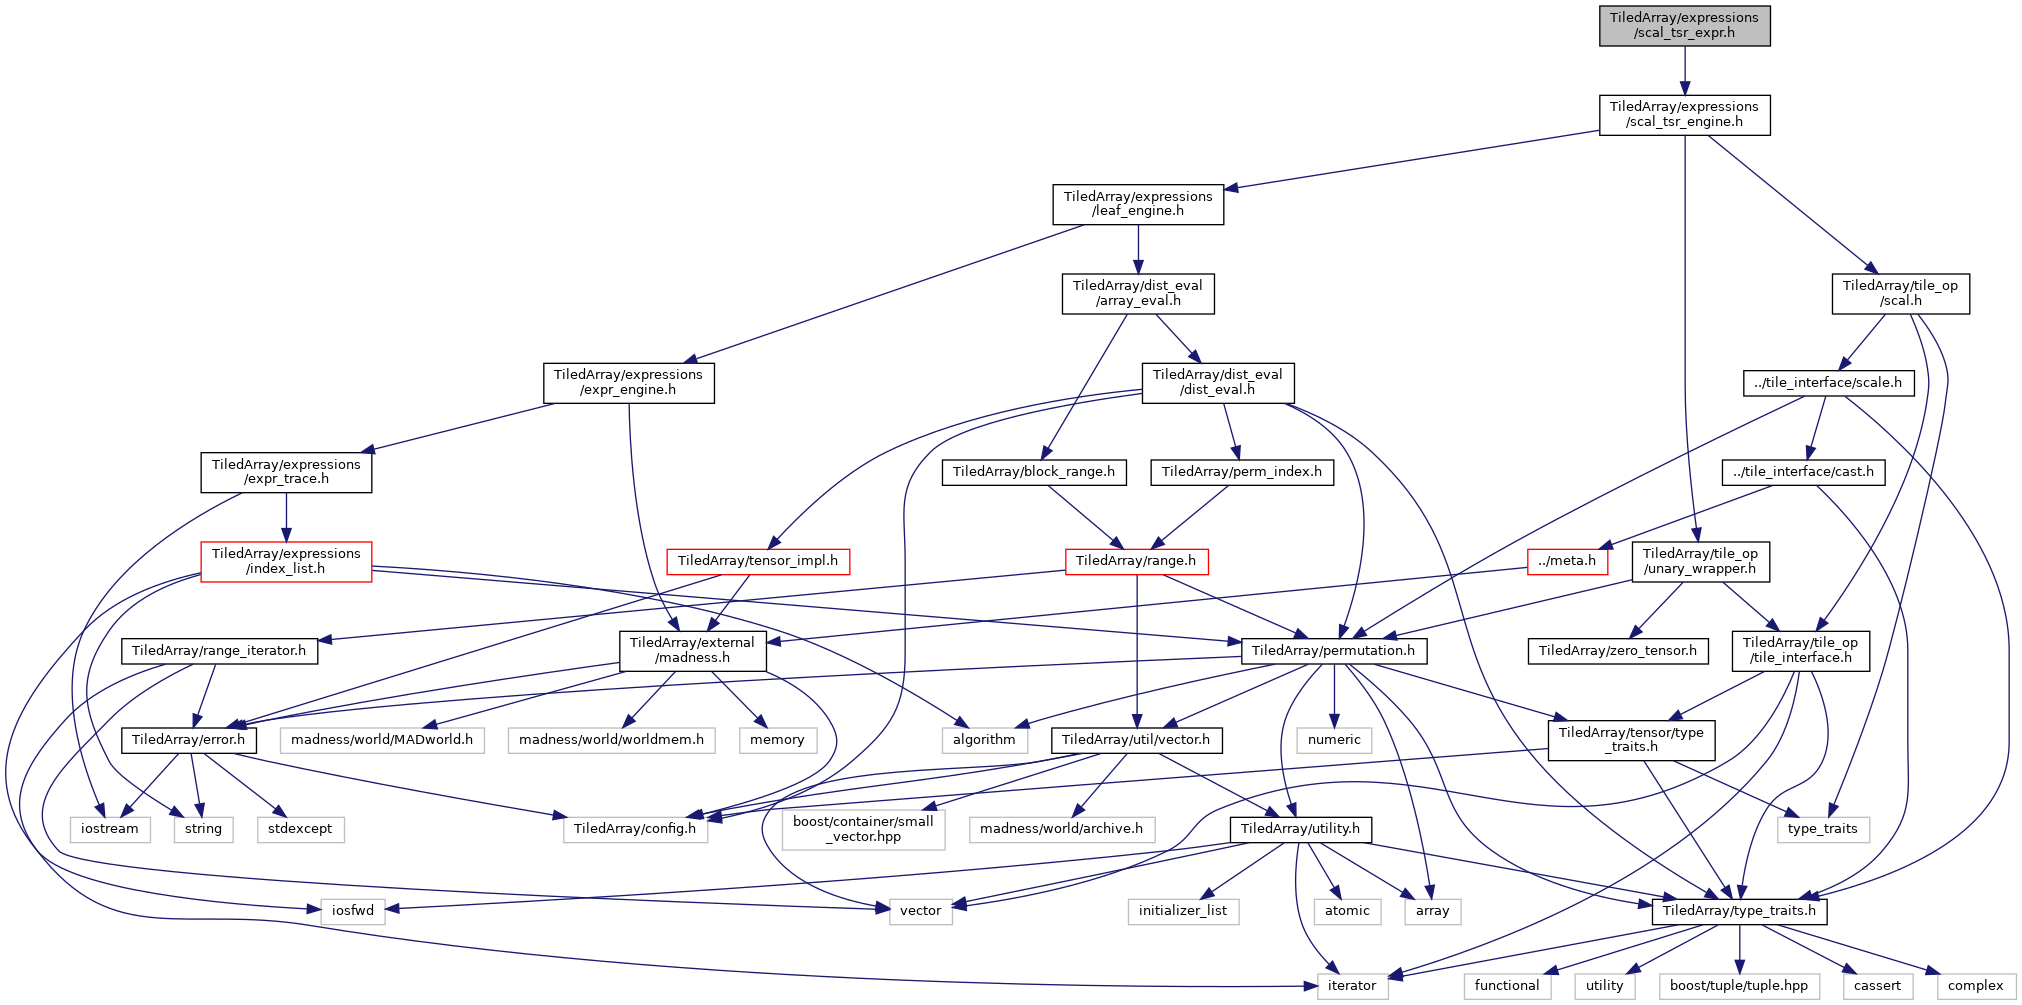 TiledArray/expressions
/scal_tsr_expr.h
TiledArray/expressions
/scal_tsr_engine.h
TiledArray/expressions
/leaf_engine.h
TiledArray/dist_eval
/array_eval.h
TiledArray/tile_op
/scal.h
TiledArray/expressions
/expr_engine.h
TiledArray/dist_eval
/dist_eval.h
../tile_interface/scale.h
TiledArray/expressions
/expr_trace.h
TiledArray/block_range.h
TiledArray/perm_index.h
../tile_interface/cast.h
TiledArray/expressions
/index_list.h
TiledArray/tensor_impl.h
TiledArray/range.h
../meta.h
TiledArray/tile_op
/unary_wrapper.h
TiledArray/range_iterator.h
TiledArray/external
/madness.h
TiledArray/permutation.h
TiledArray/zero_tensor.h
TiledArray/tile_op
/tile_interface.h
TiledArray/error.h
madness/world/MADworld.h
madness/world/worldmem.h
memory
algorithm
TiledArray/util/vector.h
numeric
TiledArray/tensor/type
_traits.h
iostream
string
stdexcept
TiledArray/config.h
boost/container/small
_vector.hpp
madness/world/archive.h
TiledArray/utility.h
type_traits
iosfwd
vector
initializer_list
atomic
array
TiledArray/type_traits.h
iterator
functional
utility
boost/tuple/tuple.hpp
cassert
complex